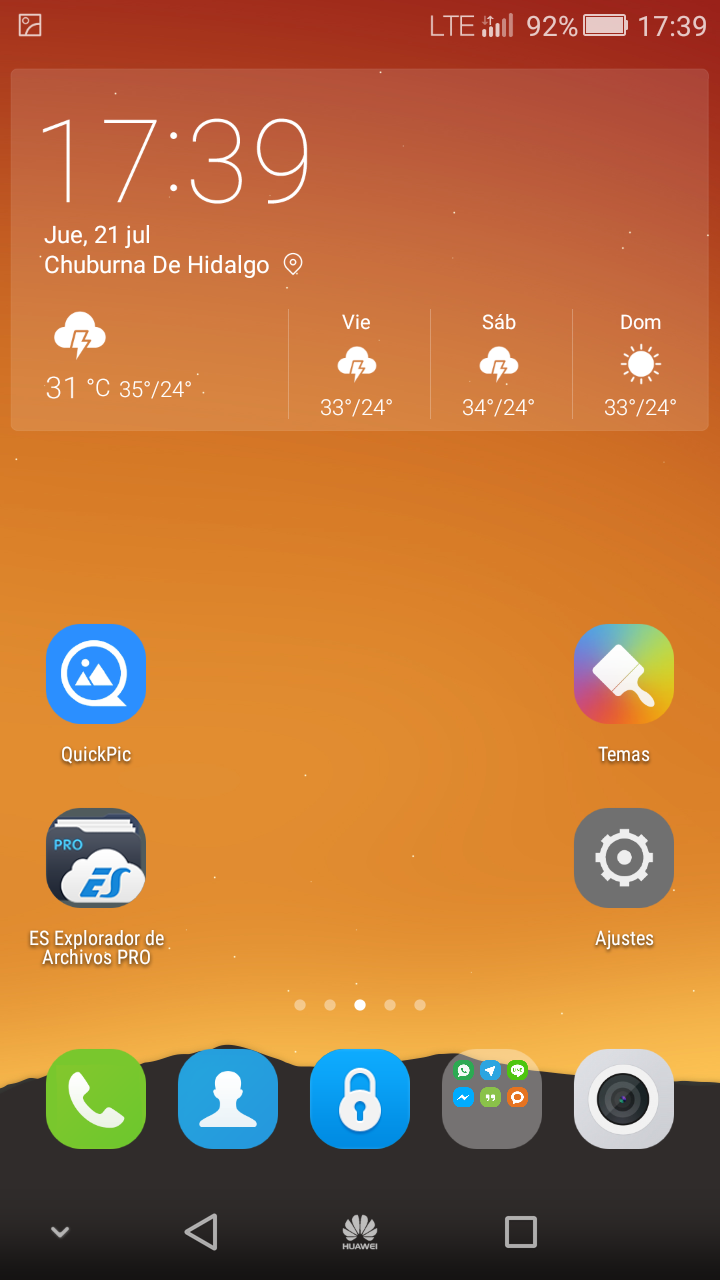 LTE 92% 17:39
17:39
Jue, 21 jul
Chuburna De Hidalgo
31 °C 35°/24°
Vie
33°/24°
Sáb
34°/24°
Dom
33°/24°
QuickPic
Temas
PRO
ES
ES Explorador de
Archivos PRO
Ajustes
HUAWEI